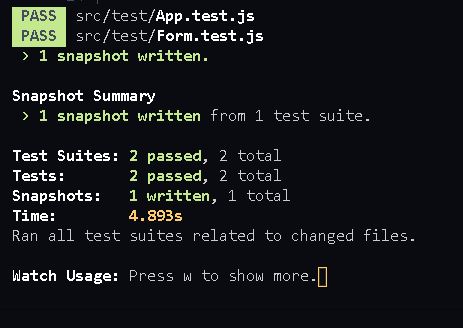 PASS src/test/App.test.js
PASS src/test/Form.test.js
› 1 snapshot written.
Snapshot Summary
› 1 snapshot written from 1 test suite.
Test Suites: 2 passed, 2 total
Tests: 2 passed, 2 total
Snapshots: 1 written, 1 total
Time: 4.893s
Ran all test suites related to changed files.
Watch Usage: Press w to show more.